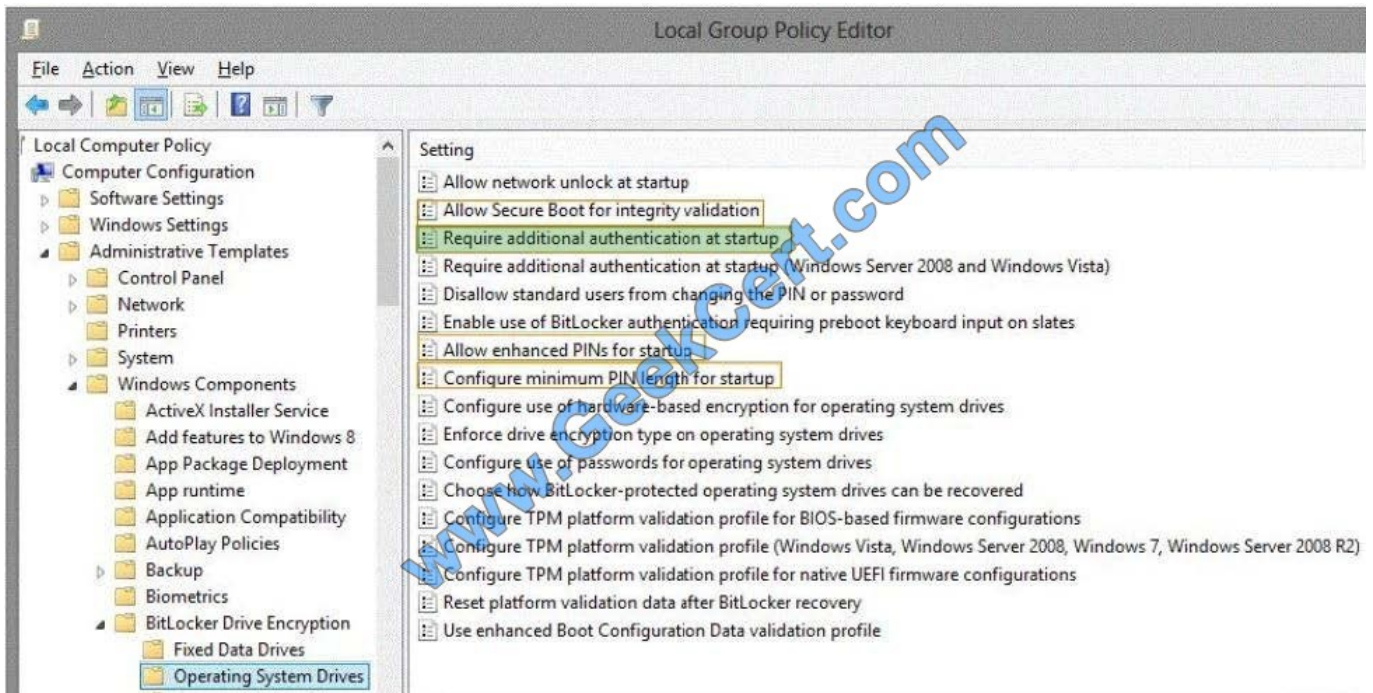 Local Group Policy Editor
File Action View Help
Local Computer Policy
Computer Configuration
Software Settings
Windows Settings
Administrative Templates
Control Panel
Network
Printers
System
Windows Components
ActiveX Installer Service
Add features to Windows 8
App Package Deployment
App runtime
Application Compatibility
AutoPlay Policies
Backup
Biometrics
BitLocker Drive Encryption
Fixed Data Drives
Operating System Drives
Setting
Allow network unlock at startup
Allow Secure Boot for integrity validation
Require additional authentication at startup
Require additional authentication at startup (Windows Server 2008 and Windows Vista)
Disallow standard users from changing the PIN or password
Enable use of BitLocker authentication requiring preboot keyboard input on slates
Allow enhanced PINs for startup
Configure minimum PIN length for startup
Configure use of hardware-based encryption for operating system drives
Enforce drive encryption type on operating system drives
Configure use of passwords for operating system drives
Choose how BitLocker-protected operating system drives can be recovered
Configure TPM platform validation profile for BIOS-based firmware configurations
Configure TPM platform validation profile (Windows Vista, Windows Server 2008, Windows 7, Windows Server 2008 R2)
Configure TPM platform validation profile for native UEFI firmware configurations
Reset platform validation data after BitLocker recovery
Use enhanced Boot Configuration Data validation profile
www.GeekCert.com